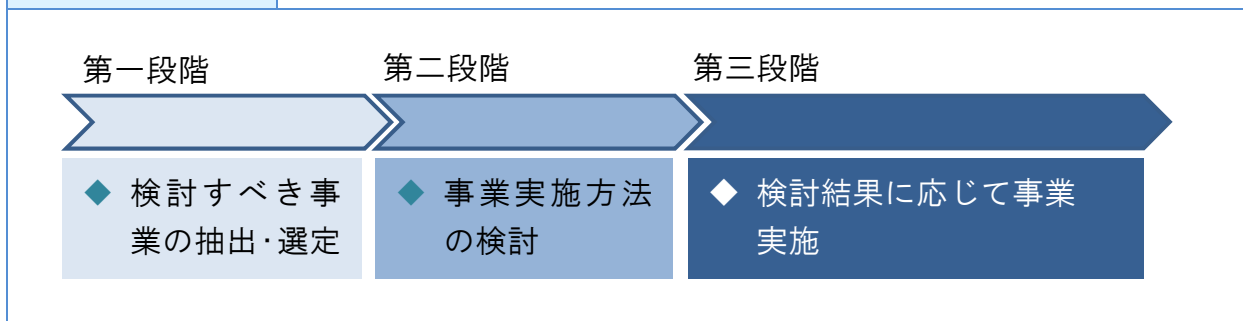 第一段階
第二段階
第三段階
◆ 検討すべき事
業の抽出・選定
◆ 事業実施方法
の検討
◆ 検討結果に応じて事業
実施